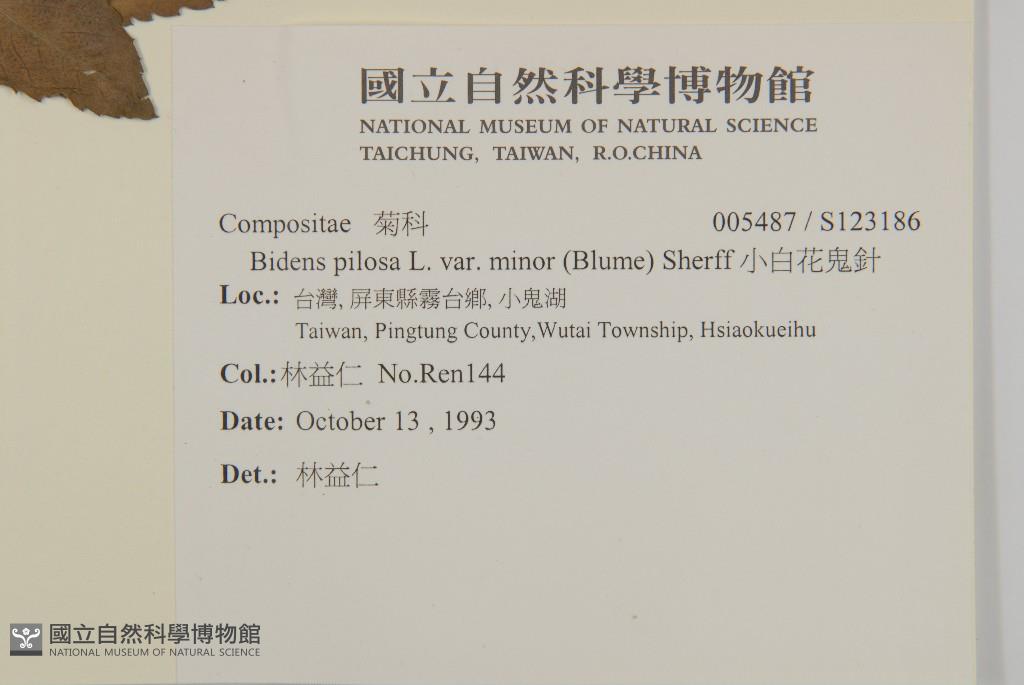 國立自然科學博物館
NATIONAL MUSEUM OF NATURAL SCIENCE
TAICHUNG, TAIWAN, R.O.CHINA
Compositae 菊科 005487 / S123186
Bidens pilosa L. var. minor (Blume) Sherff 小白花鬼針
Loc.: 台灣, 屏東縣霧台鄉, 小鬼湖
Taiwan, Pingtung County,Wutai Township, Hsiaokueihu
Col.: 林益仁 No.Ren144
Date: October 13 , 1993
Det.: 林益仁
國立自然科學博物館
NATIONAL MUSEUM OF NATURAL SCIENCE